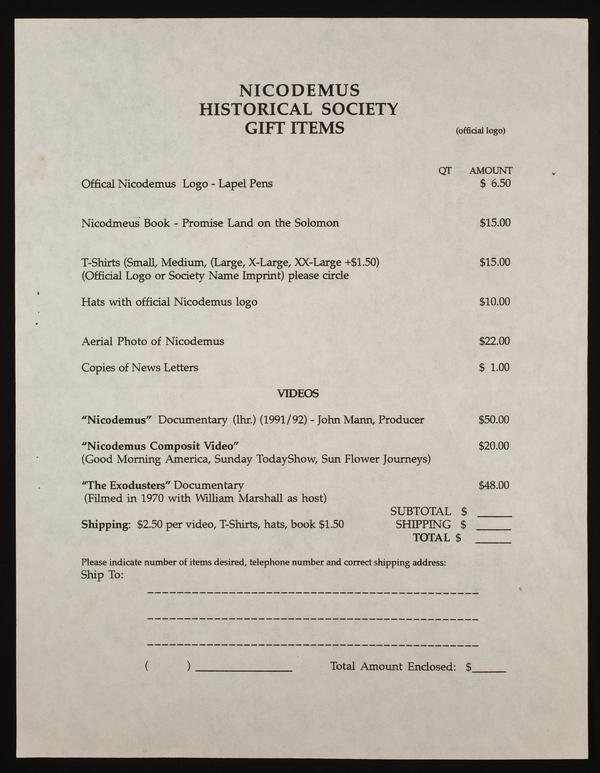 NICODEMUS
HISTORICAL SOCIETY
GIFT ITEMS
(official logo)
QT AMOUNT
Offical Nicodemus Logo - Lapel Pens $ 6.50
Nicodmeus Book - Promise Land on the Solomon $15.00
T-Shirts (Small, Medium, (Large, X-Large, XX-Large +$1.50) $15.00
(Official Logo or Society Name Imprint) please circle
Hats with official Nicodemus logo $10.00
Aerial Photo of Nicodemus $22.00
Copies of News Letters $ 1.00
VIDEOS
"Nicodemus" Documentary (lhr.) (1991/92) - John Mann, Producer $50.00
"Nicodemus Composit Video" $20.00
(Good Morning America, Sunday TodayShow, Sun Flower Journeys)
"The Exodusters" Documentary $48.00
(Filmed in 1970 with William Marshall as host)
SUBTOTAL $ _____
Shipping: $2.50 per video, T-Shirts, hats, book $1.50 SHIPPING $ _____
TOTAL $ _____
Please indicate number of items desired, telephone number and correct shipping address:
Ship To:
( ) ______________ Total Amount Enclosed: $_____